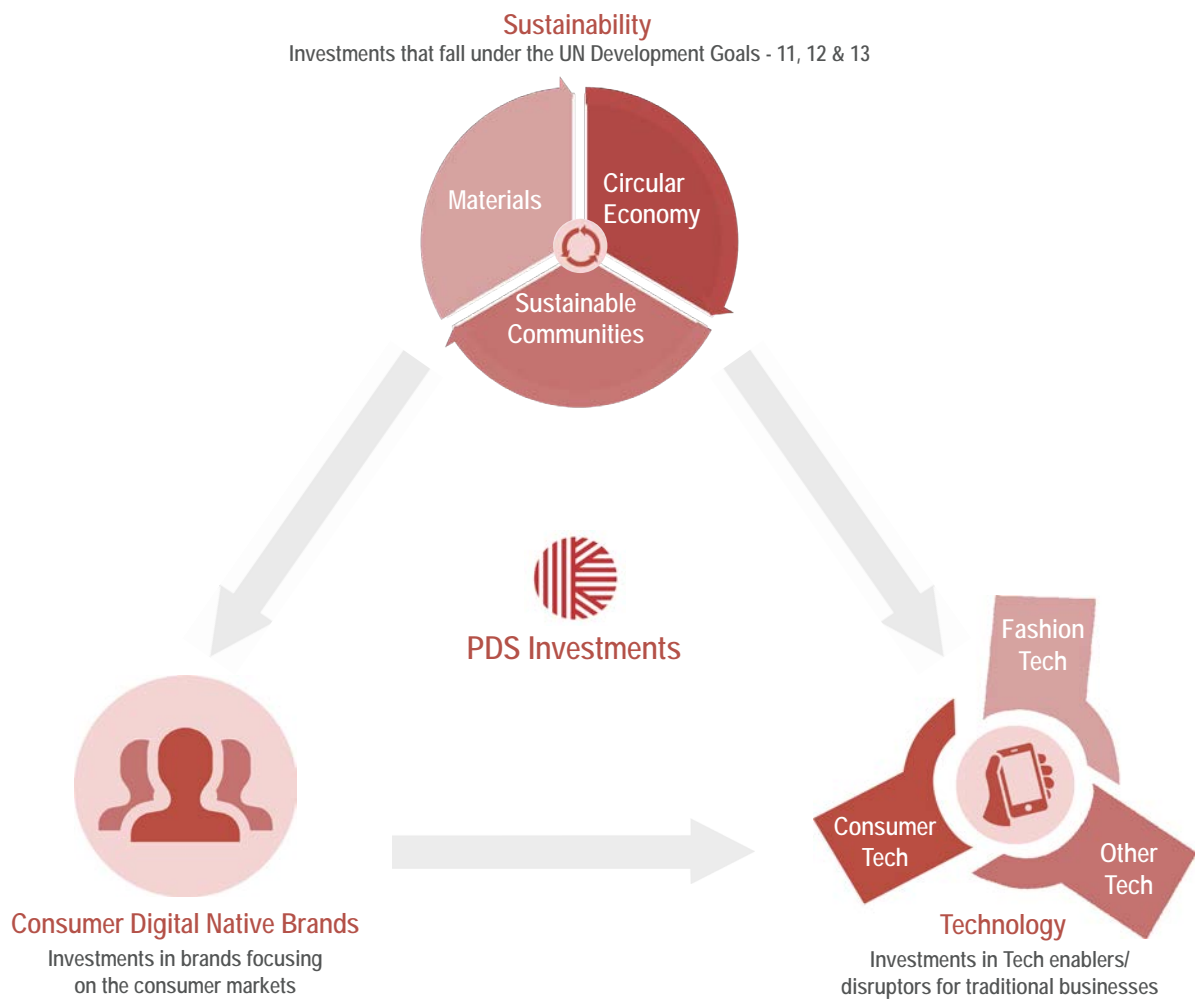 Sustainability
Investments that fall under the UN Development Goals - 11, 12 & 13
Materials
Circular
Economy
Sustainable
Communities
PDS Investments
Fashion
Tech
Consumer
Tech
Other
Tech
Consumer Digital Native Brands
Investments in brands focusing
on the consumer markets
Technology
Investments in Tech enablers/
disruptors for traditional businesses